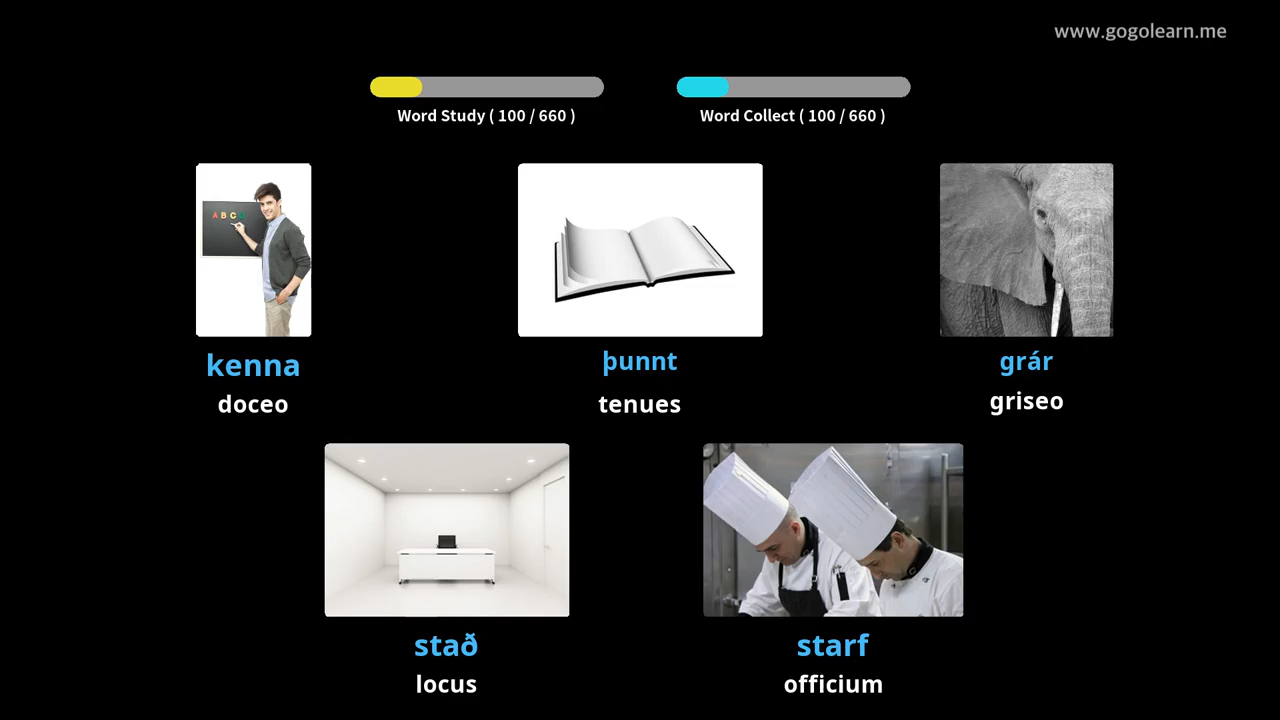 www.gogolearn.me
Word Study ( 100 / 660 )
Word Collect ( 100 / 660 )
A B C D
kenna
doceo
þunnt
tenues
grár
griseo
stað
locus
starf
officium